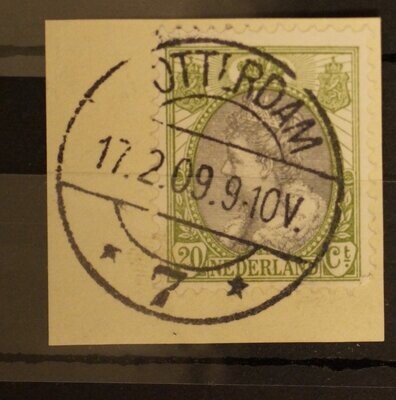 OTTERDAM
17.2.09.9-10V.
20 NEDERLAND Ct
* 7 *